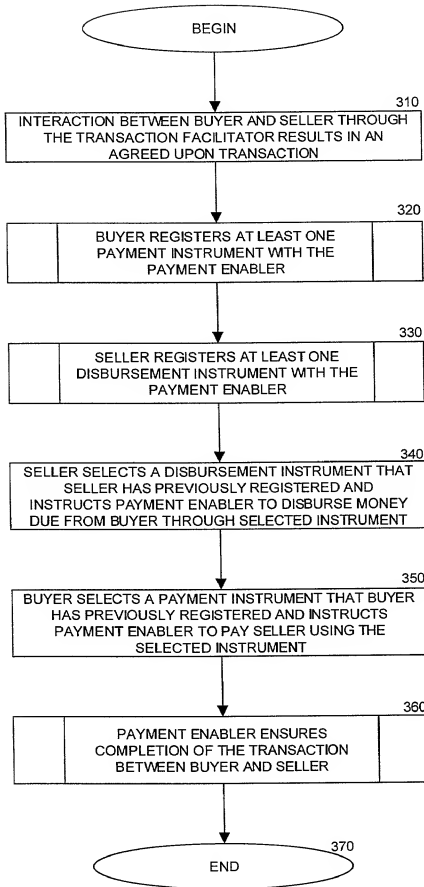 BEGIN
310
INTERACTION BETWEEN BUYER AND SELLER THROUGH
THE TRANSACTION FACILITATOR RESULTS IN AN
AGREED UPON TRANSACTION
320
BUYER REGISTERS AT LEAST ONE
PAYMENT INSTRUMENT WITH THE
PAYMENT ENABLER
330
SELLER REGISTERS AT LEAST ONE
DISBURSEMENT INSTRUMENT WITH THE
PAYMENT ENABLER
340
SELLER SELECTS A DISBURSEMENT INSTRUMENT THAT
SELLER HAS PREVIOUSLY REGISTERED AND
INSTRUCTS PAYMENT ENABLER TO DISBURSE MONEY
DUE FROM BUYER THROUGH SELECTED INSTRUMENT
350
BUYER SELECTS A PAYMENT INSTRUMENT THAT BUYER
HAS PREVIOUSLY REGISTERED AND INSTRUCTS
PAYMENT ENABLER TO PAY SELLER USING THE
SELECTED INSTRUMENT
360
PAYMENT ENABLER ENSURES
COMPLETION OF THE TRANSACTION
BETWEEN BUYER AND SELLER
370
END